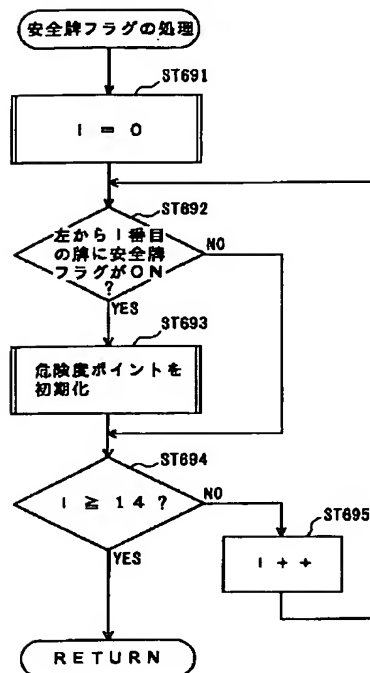 安全牌フラグの処理
ST691
I = 0
ST692
左から I 番目
の牌に安全牌
フラグがON
?
NO
YES
ST693
危険度ポイントを
初期化
ST694
I ≧ 14 ?
NO
YES
ST695
I + +
RETURN